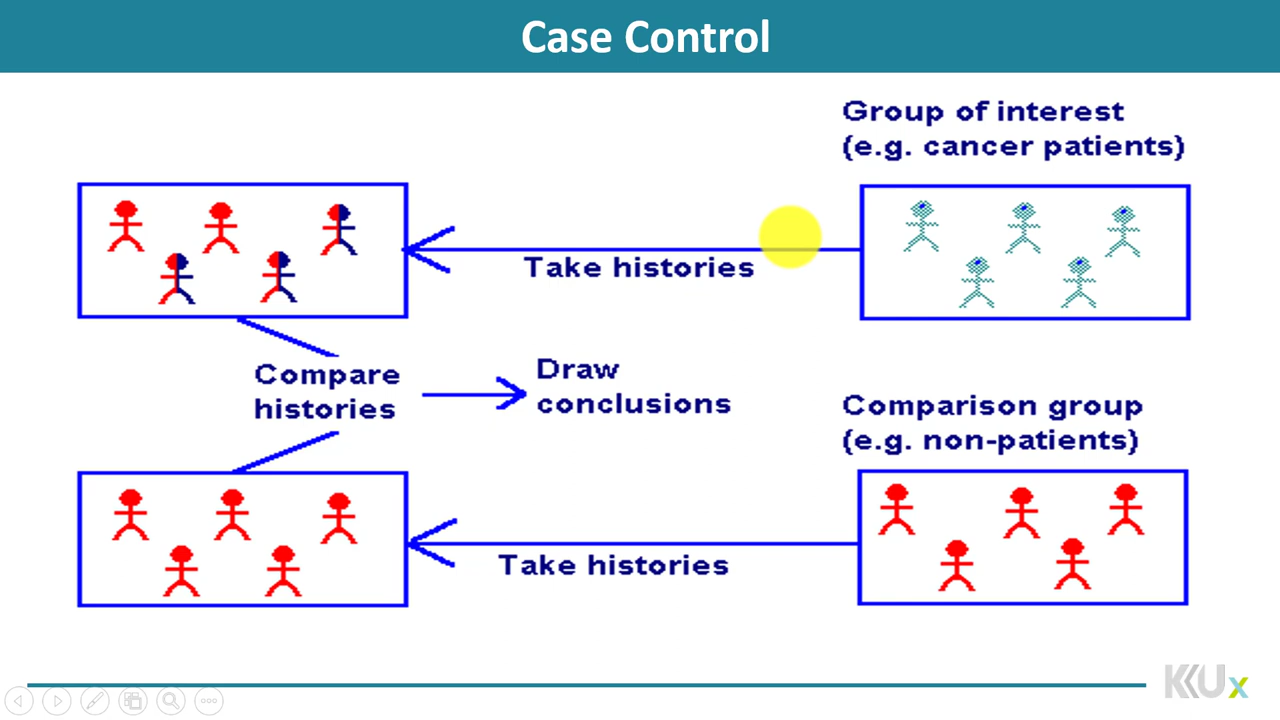 Case Control
Group of interest
(e.g. cancer patients)
Take histories
Compare
histories
Draw
conclusions
Comparison group
(e.g. non-patients)
Take histories
KKUx